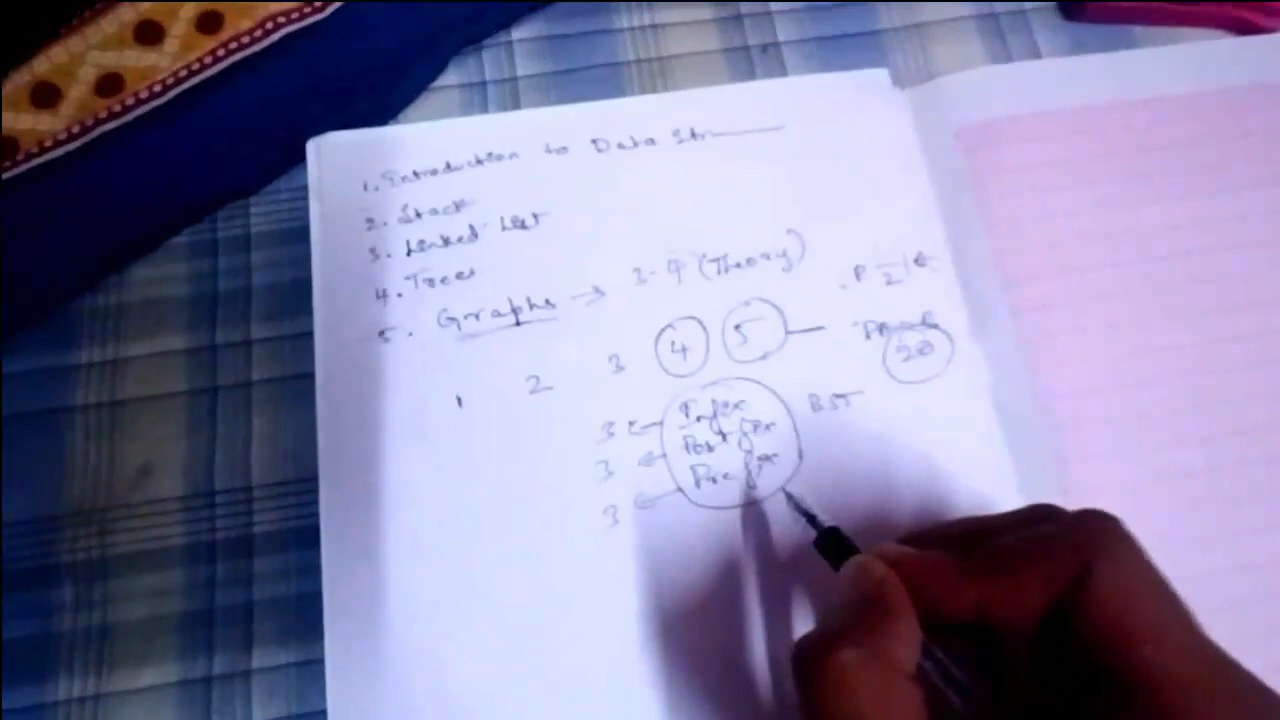 1. Introduction to Data Str
2. Stack
3. Linked List
4. Trees
5. Graphs → 3-4 (Theory)
1 2 3 4 5
20
3 ← Infix
3 ← Postfix
3 ← Prefix
BST